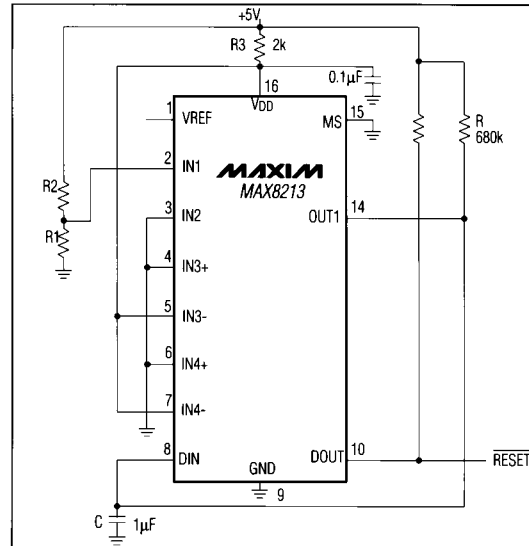 +5V
R3 2k
0.1μF
16
VDD
1 VREF
MS 15
R
680k
2 IN1
MAXIM
MAX8213
R2
3 IN2
OUT1 14
R1
4 IN3+
5 IN3-
6 IN4+
7 IN4-
8 DIN
DOUT 10
RESET
GND
9
C 1μF